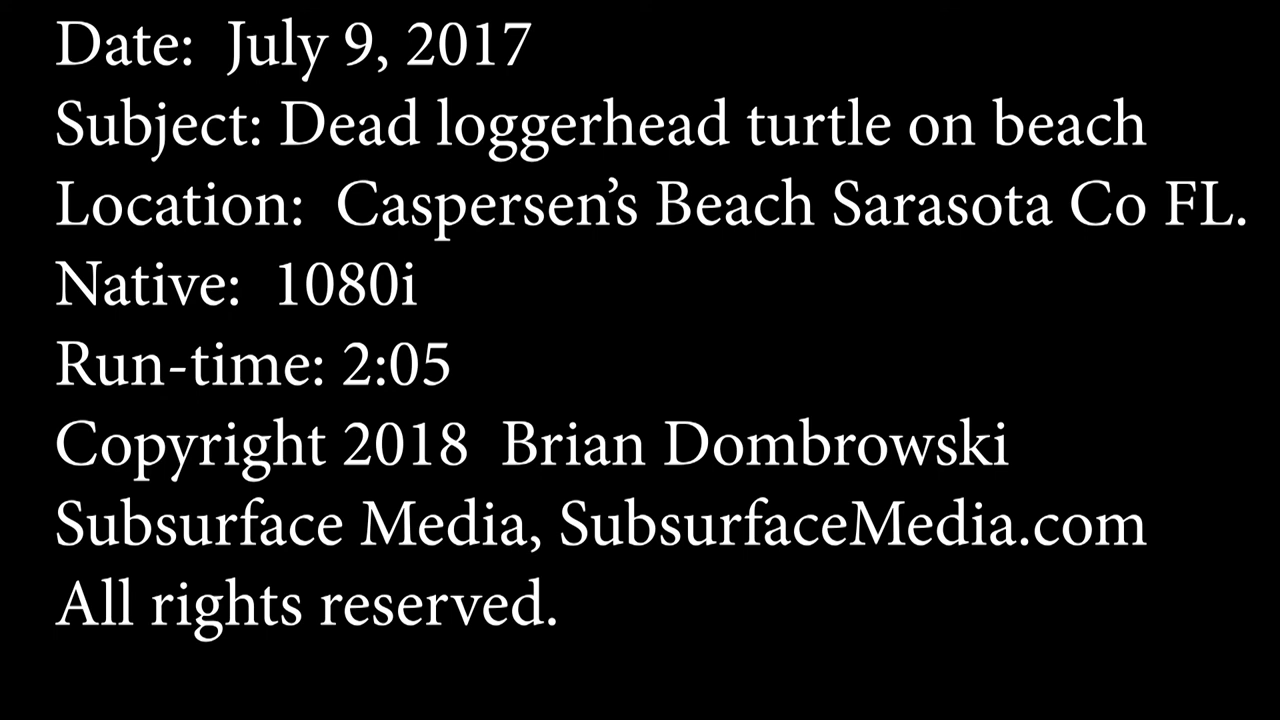 Date:  July 9, 2017
Subject: Dead loggerhead turtle on beach
Location:  Caspersen’s Beach Sarasota Co FL.
Native:  1080i
Run-time: 2:05
Copyright 2018  Brian Dombrowski
Subsurface Media, SubsurfaceMedia.com
All rights reserved.